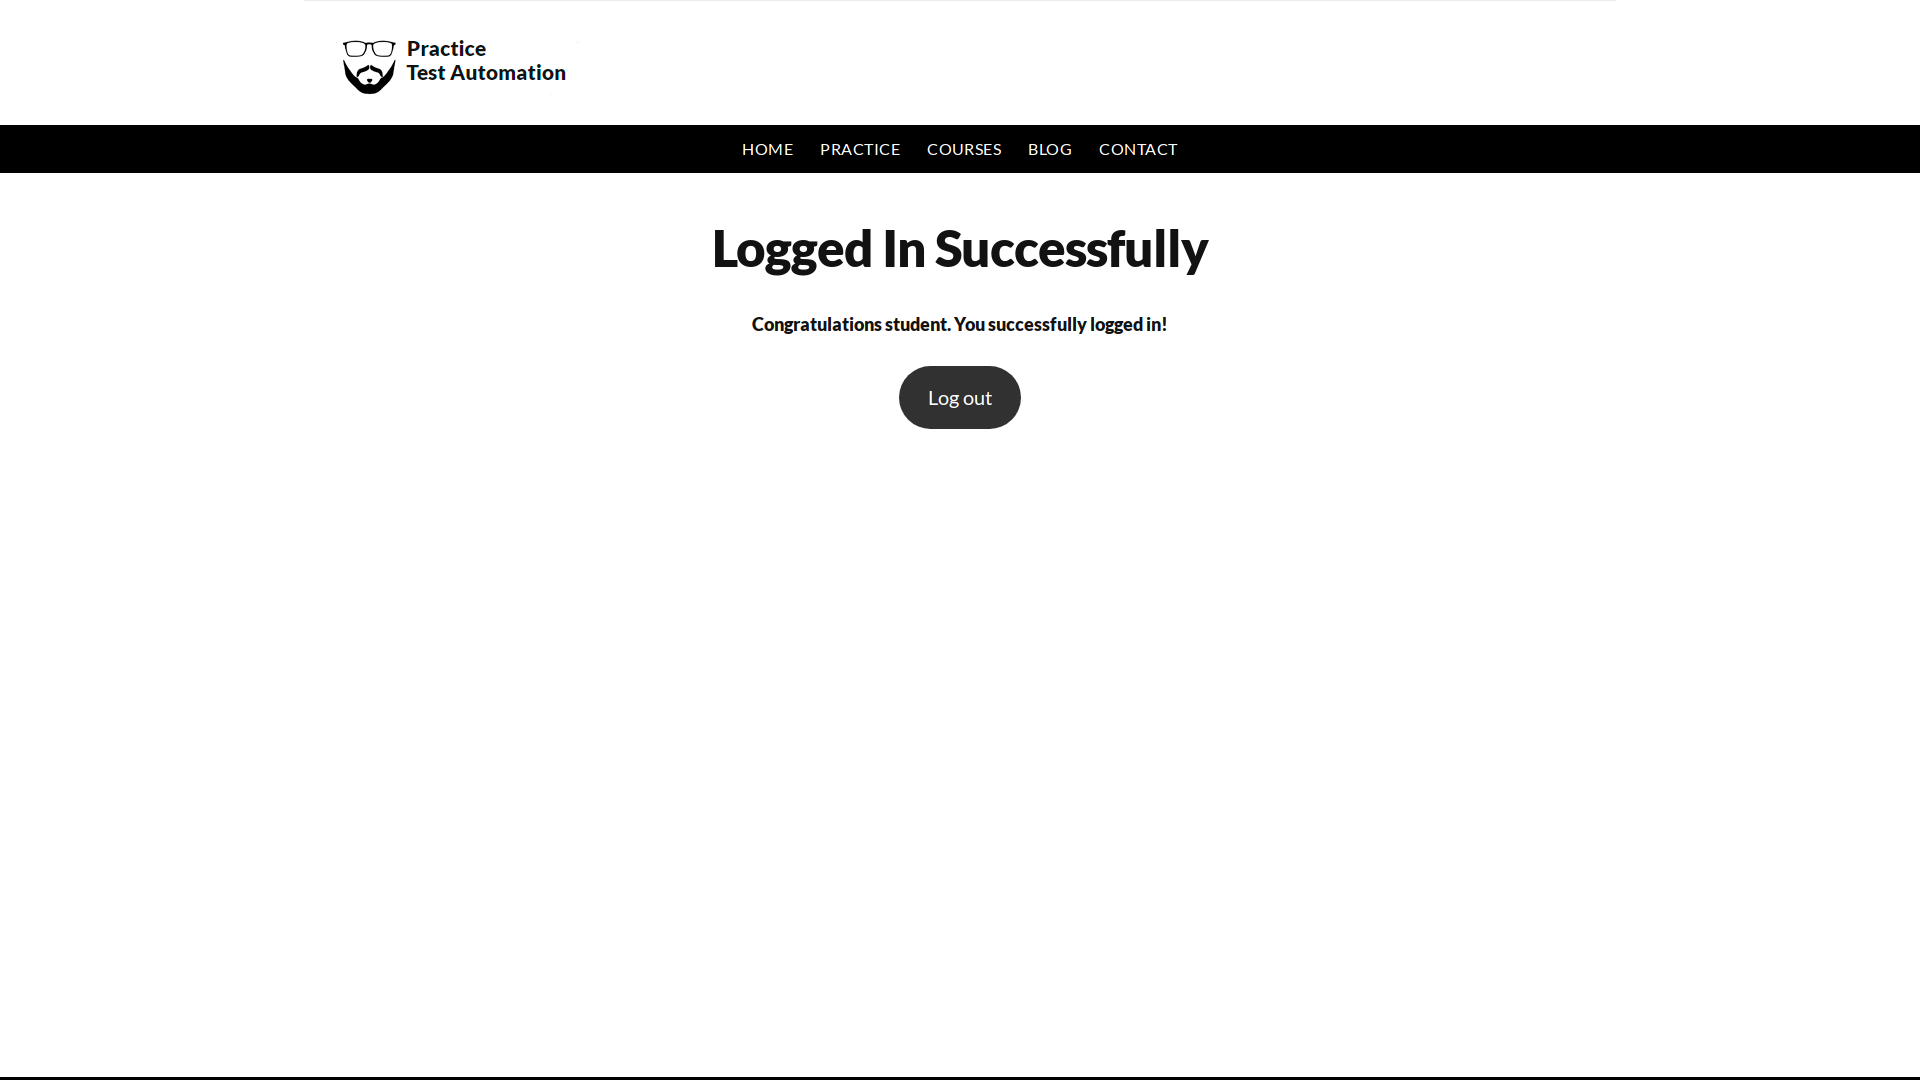 Practice
Test Automation
HOME PRACTICE COURSES BLOG CONTACT
Logged In Successfully
Congratulations student. You successfully logged in!
Log out